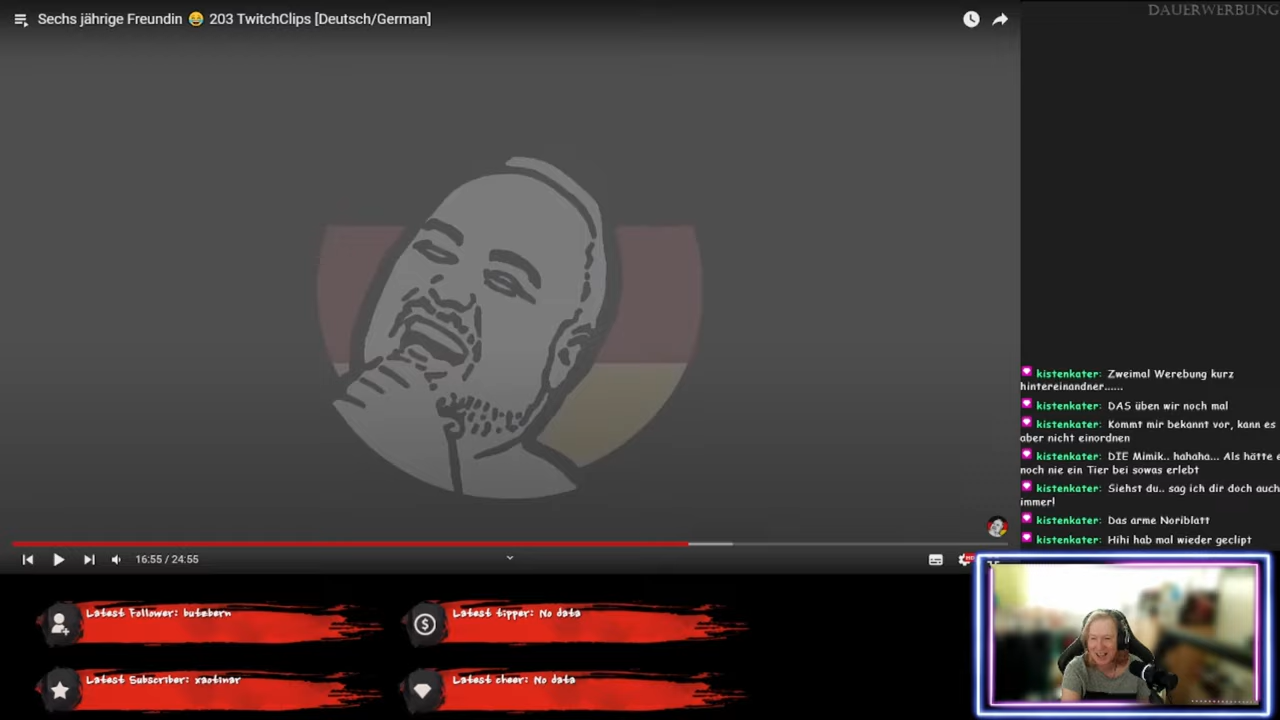 Sechs jährige Freundin 😂 203 TwitchClips [Deutsch/German]
DAUERWERBUNG
kistenkater: Zweimal Werebung kurz
hintereinandner......
kistenkater: DAS üben wir noch mal
kistenkater: Kommt mir bekannt vor, kann es
aber nicht einordnen
kistenkater: DIE Mimik.. hahaha... Als hätte e
noch nie ein Tier bei sowas erlebt
kistenkater: Siehst du.. sag ich dir doch auch
immer!
kistenkater: Das arme Noriblatt
kistenkater: Hihi hab mal wieder geclipt
16:55 / 24:55
Latest Follower: butzbern
Latest tipper: No data
Latest Subscriber: xaotinar
Latest cheer: No data